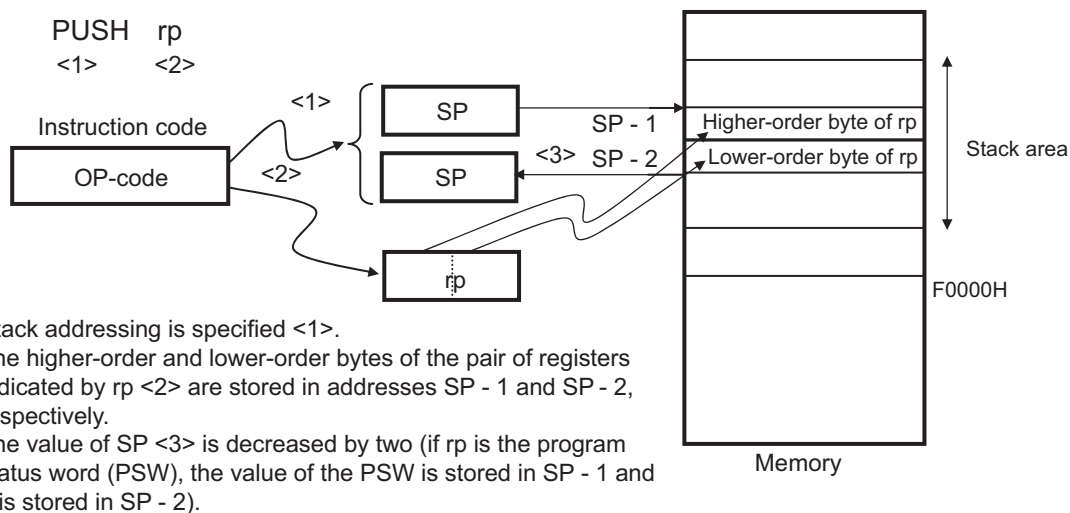 PUSH rp
<1> <2>
Instruction code
OP-code
<1>
<2>
SP
SP
rp
SP - 1
<3> SP - 2
Higher-order byte of rp
Lower-order byte of rp
Stack area
F0000H
Memory
tack addressing is specified <1>.
he higher-order and lower-order bytes of the pair of registers
dicated by rp <2> are stored in addresses SP - 1 and SP - 2,
spectively.
he value of SP <3> is decreased by two (if rp is the program
atus word (PSW), the value of the PSW is stored in SP - 1 and
is stored in SP - 2).